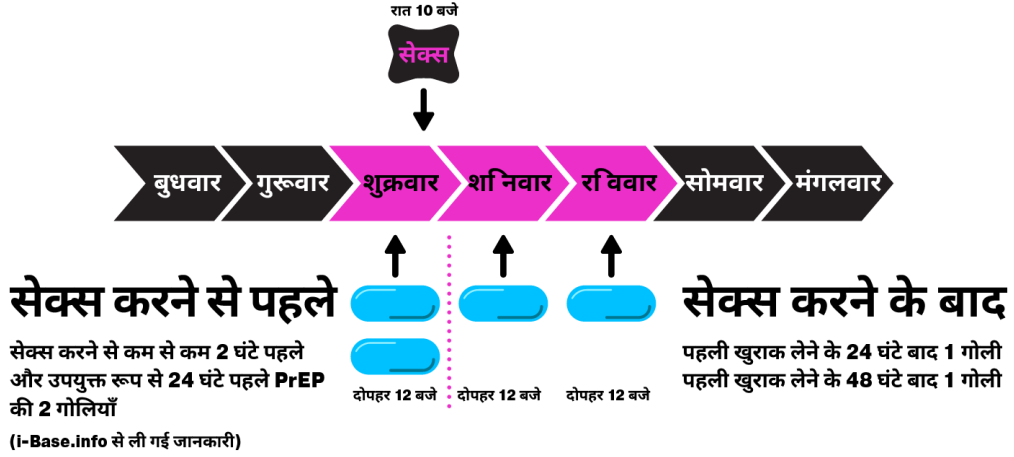 रात 10 बजे
सेक्स
बुधवार गुरूवार शुक्रवार शनिवार रविवार सोमवार मंगलवार
सेक्स करने से पहले
सेक्स करने से कम से कम 2 घंटे पहले
और उपयुक्त रूप से 24 घंटे पहले PrEP
की 2 गोलियाँ
(i-Base.info से ली गई जानकारी)
दोपहर 12 बजे दोपहर 12 बजे दोपहर 12 बजे
सेक्स करने के बाद
पहली खुराक लेने के 24 घंटे बाद 1 गोली
पहली खुराक लेने के 48 घंटे बाद 1 गोली